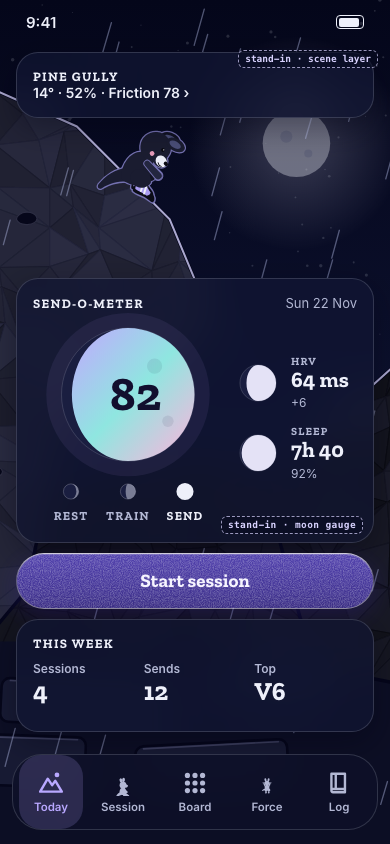 9:41
stand-in · scene layer
PINE GULLY
14° · 52% · Friction 78 ›
SEND-O-METER
Sun 22 Nov
82
HRV
64 ms
+6
SLEEP
7h 40
92%
REST TRAIN SEND
stand-in · moon gauge
Start session
THIS WEEK
Sessions Sends Top
4 12 V6
Today Session Board Force Log